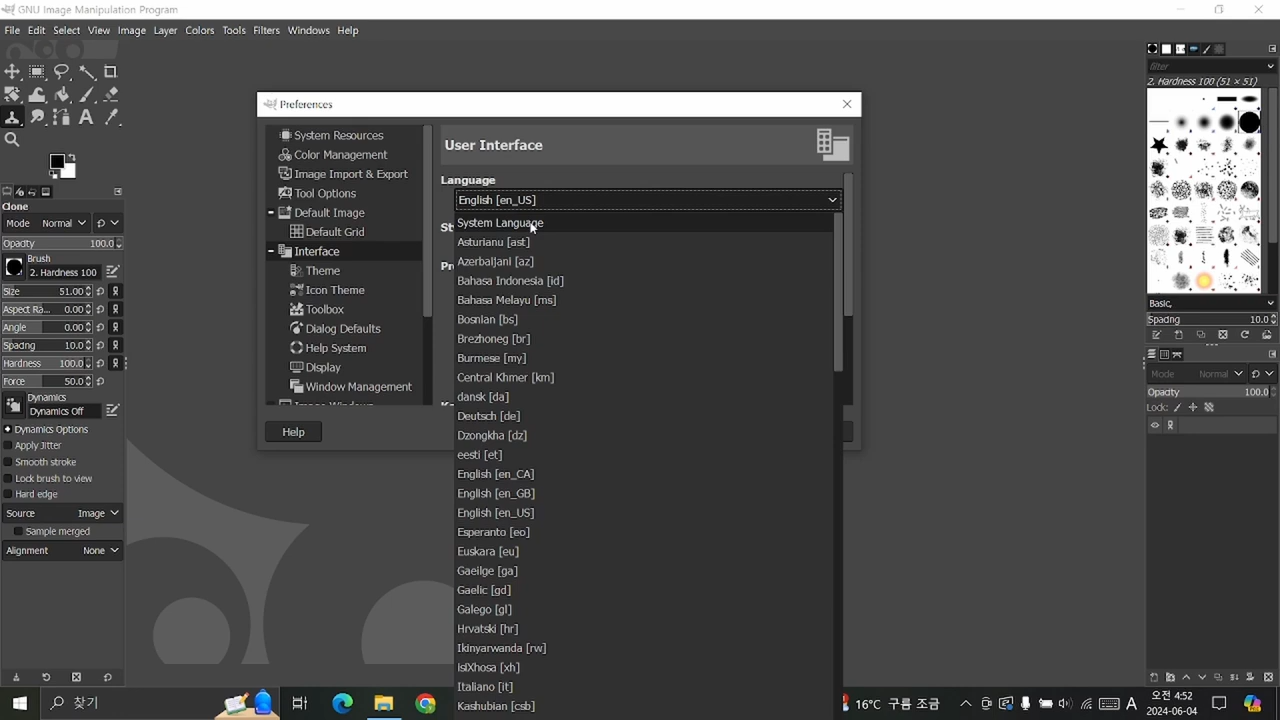 GNU Image Manipulation Program
File Edit Select View Image Layer Colors Tools Filters Windows Help
Clone
Mode Normal
Opacity 100.0
Brush
2. Hardness 100
Size 51.00
Aspect Ra... 0.00
Angle 0.00
Spacing 10.0
Hardness 100.0
Force 50.0
Dynamics
Dynamics Off
Dynamics Options
Apply Jitter
Smooth stroke
Lock brush to view
Hard edge
Source Image
Sample merged
Alignment None
Preferences
System Resources
Color Management
Image Import & Export
Tool Options
Default Image
Default Grid
Interface
Theme
Icon Theme
Toolbox
Dialog Defaults
Help System
Display
Window Management
Help
User Interface
Language
English [en_US]
System Language
Asturianu [ast]
Azerbaijani [az]
Bahasa Indonesia [id]
Bahasa Melayu [ms]
Bosnian [bs]
Brezhoneg [br]
Burmese [my]
Central Khmer [km]
dansk [da]
Deutsch [de]
Dzongkha [dz]
eesti [et]
English [en_CA]
English [en_GB]
English [en_US]
Esperanto [eo]
Euskara [eu]
Gaeilge [ga]
Gaelic [gd]
Galego [gl]
Hrvatski [hr]
Ikinyarwanda [rw]
isiXhosa [xh]
Italiano [it]
Kashubian [csb]
filter
2. Hardness 100 (51 × 51)
Basic,
Spacing 10.0
Mode Normal
Opacity 100.0
Lock:
찾기
16°C 구름 조금
A
오전 4:52
2024-06-04